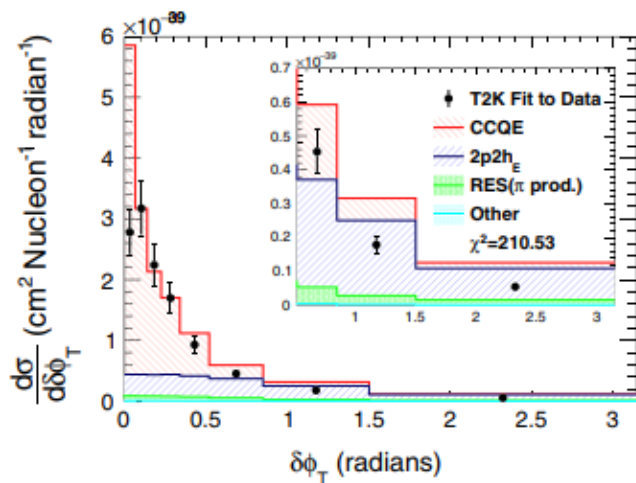 ×10⁻³⁹
dσ/dδϕ_T (cm² Nucleon⁻¹ radian⁻¹)
6
5
4
3
2
1
0
0 0.5 1 1.5 2 2.5 3
δϕ_T (radians)
×10⁻³⁹
0.7
0.6
0.5
0.4
0.3
0.2
0.1
0
1 1.5 2 2.5 3
T2K Fit to Data
CCQE
2p2h_E
RES(π prod.)
Other
χ²=210.53